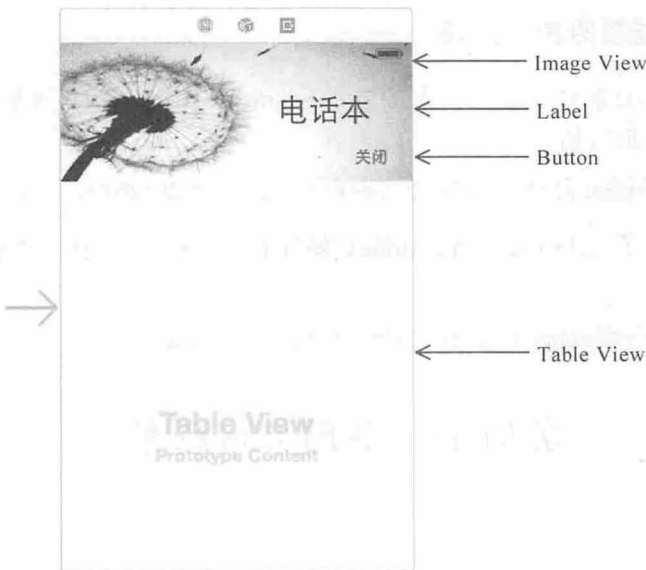 Image View
电话本
Label
关闭
Button
Table View
Table View
Prototype Content